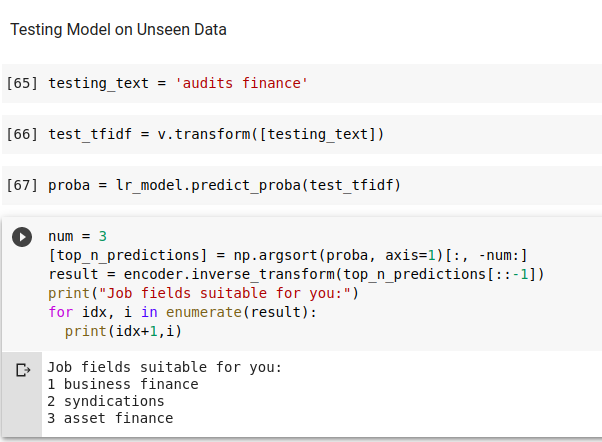 Testing Model on Unseen Data
[65] testing_text = 'audits finance'
[66] test_tfidf = v.transform([testing_text])
[67] proba = lr_model.predict_proba(test_tfidf)
num = 3
[top_n_predictions] = np.argsort(proba, axis=1)[:, -num:]
result = encoder.inverse_transform(top_n_predictions[::-1])
print("Job fields suitable for you:")
for idx, i in enumerate(result):
  print(idx+1,i)
Job fields suitable for you:
1 business finance
2 syndications
3 asset finance